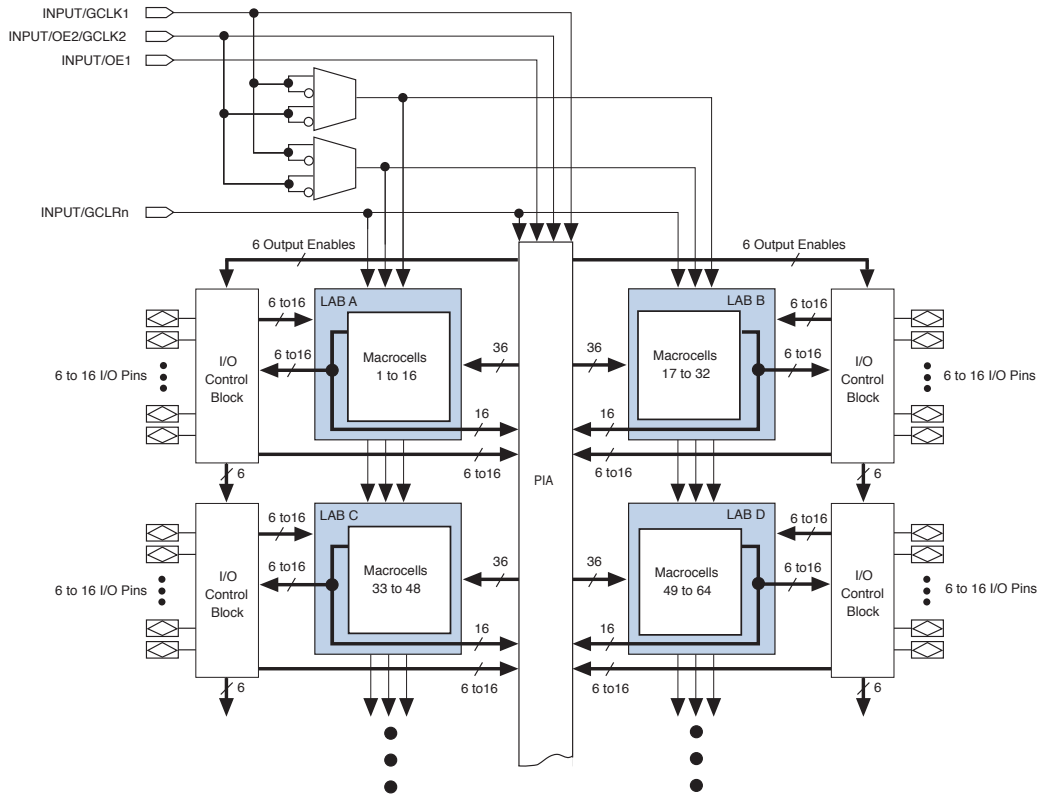 INPUT/GCLK1
INPUT/OE2/GCLK2
INPUT/OE1
INPUT/GCLRn
6 Output Enables
6 Output Enables
LAB A
LAB B
6 to16
6 to16
6 to16
6 to16
36
36
Macrocells
1 to 16
Macrocells
17 to 32
I/O
Control
Block
I/O
Control
Block
6 to 16 I/O Pins
6 to 16 I/O Pins
16
16
6 to16
6 to16
PIA
6
6
LAB C
LAB D
6 to16
6 to16
6 to16
6 to16
36
36
Macrocells
33 to 48
Macrocells
49 to 64
I/O
Control
Block
I/O
Control
Block
6 to 16 I/O Pins
6 to 16 I/O Pins
16
16
6 to16
6 to16
6
6